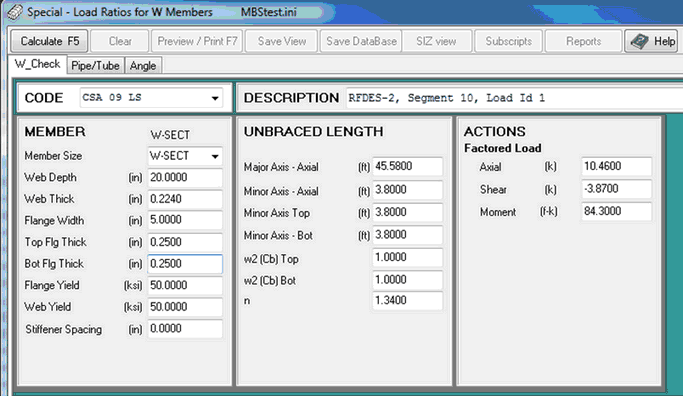 Special - Load Ratios for W Members MBStest.ini
Calculate F5 Clear Preview / Print F7 Save View Save DataBase SIZ view Subscripts Reports Help
W_Check Pipe/Tube Angle
CODE CSA 09 LS DESCRIPTION RFDES-2, Segment 10, Load Id 1
MEMBER W-SECT
Member Size W-SECT
Web Depth (in) 20.0000
Web Thick (in) 0.2240
Flange Width (in) 5.0000
Top Flg Thick (in) 0.2500
Bot Flg Thick (in) 0.2500
Flange Yield (ksi) 50.0000
Web Yield (ksi) 50.0000
Stiffener Spacing (in) 0.0000
UNBRACED LENGTH
Major Axis - Axial (ft) 45.5800
Minor Axis - Axial (ft) 3.8000
Minor Axis Top (ft) 3.8000
Minor Axis - Bot (ft) 3.8000
w2 (Cb) Top 1.0000
w2 (Cb) Bot 1.0000
n 1.3400
ACTIONS
Factored Load
Axial (k) 10.4600
Shear (k) -3.8700
Moment (f-k) 84.3000